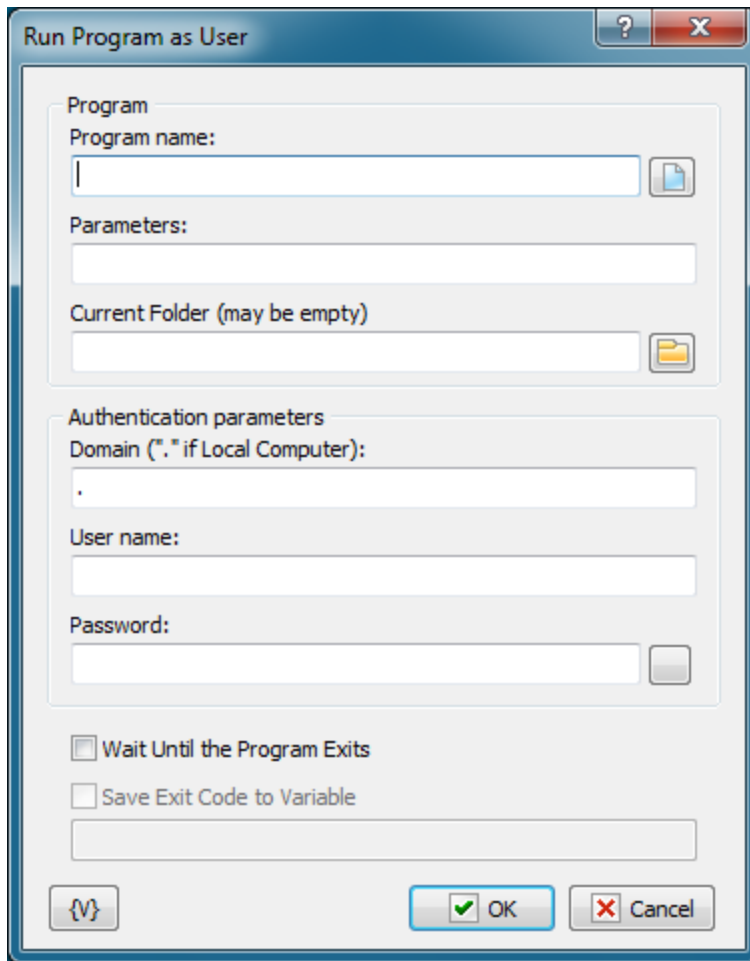 Run Program as User
?
Program
Program name:
Parameters:
Current Folder (may be empty)
Authentication parameters
Domain ("." if Local Computer):
.
User name:
Password:
Wait Until the Program Exits
Save Exit Code to Variable
{V}
OK
Cancel